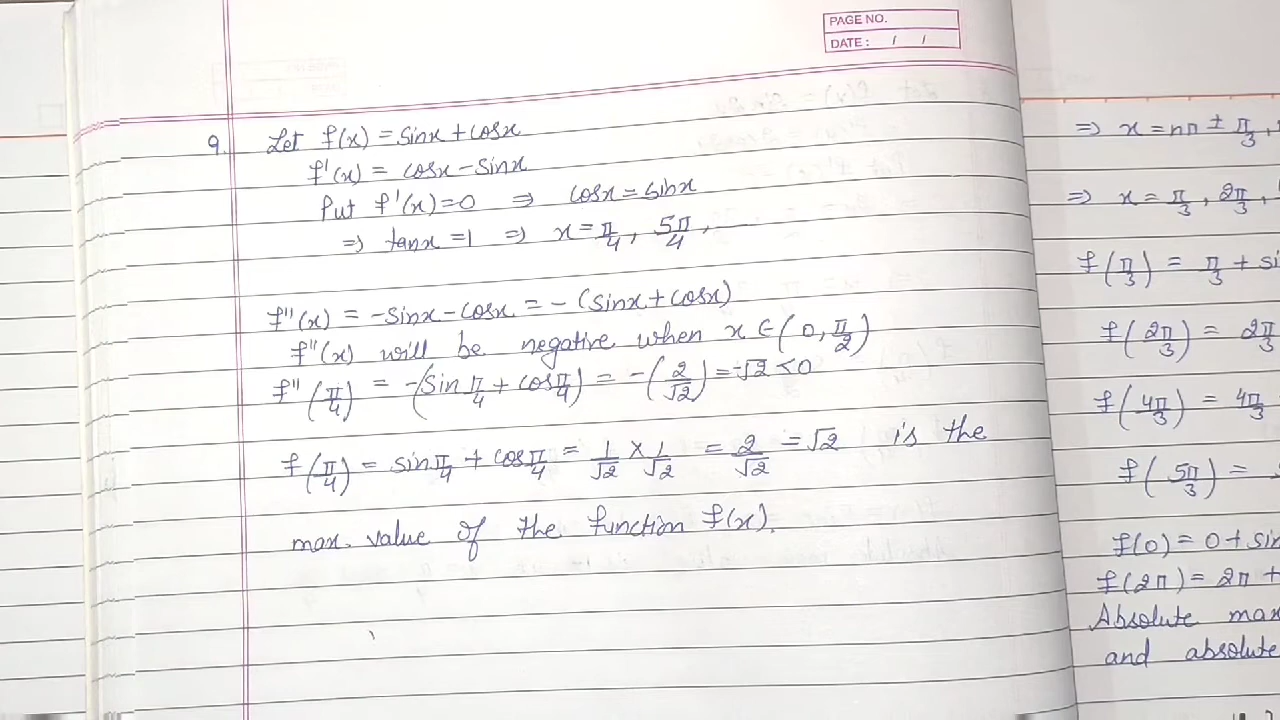 PAGE NO.
DATE: / /
9. Let f(x) = sinx + cosx
f'(x) = cosx - sinx
Put f'(x)=0 ⇒ cosx = sinx
⇒ tanx = 1 ⇒ x = π/4, 5π/4,
f''(x) = -sinx - cosx = - (sinx + cosx)
f''(x) will be negative when x ∈ (0, π/2)
f''(π/4) = -(sin π/4 + cos π/4) = -(2/√2) = -√2 < 0
f(π/4) = sin π/4 + cos π/4 = 1/√2 × 1/√2 = 2/√2 = √2 is the
max. value of the function f(x).
⇒ x = nπ ± π/3,
⇒ x = π/3, 2π/3,
f(π/3) = π/3 + si
f(2π/3) = 2π/3
f(4π/3) = 4π/3
f(5π/3) =
f(0) = 0 + sin
f(2π) = 2π +
Absolute max
and absolute